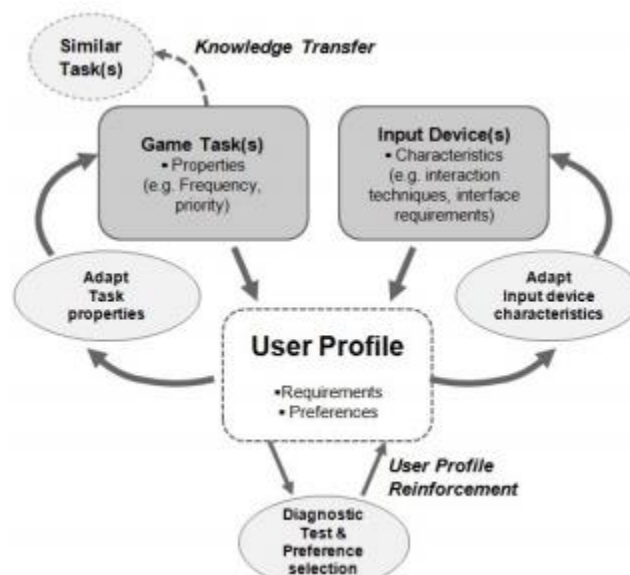 Similar
Task(s)
Knowledge Transfer
Game Task(s)
▪ Properties
(e.g. Frequency,
priority)
Input Device(s)
▪ Characteristics
(e.g. interaction
techniques, interface
requirements)
Adapt
Task
properties
Adapt
Input device
characteristics
User Profile
▪Requirements
▪ Preferences
User Profile
Reinforcement
Diagnostic
Test &
Preference
selection